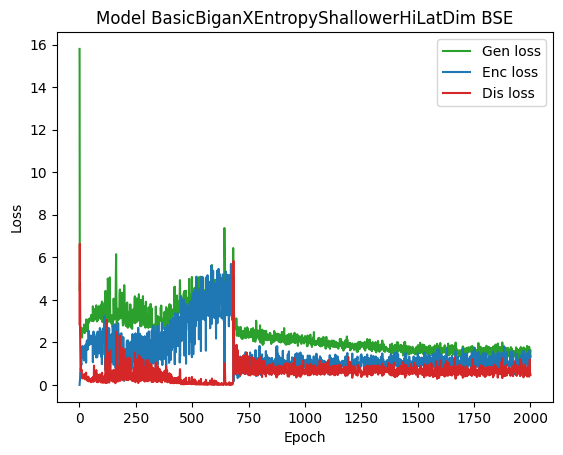 Model BasicBiganXEntropyShallowerHiLatDim BSE
Gen loss
Enc loss
Dis loss
Loss
16
14
12
10
8
6
4
2
0
0 250 500 750 1000 1250 1500 1750 2000
Epoch